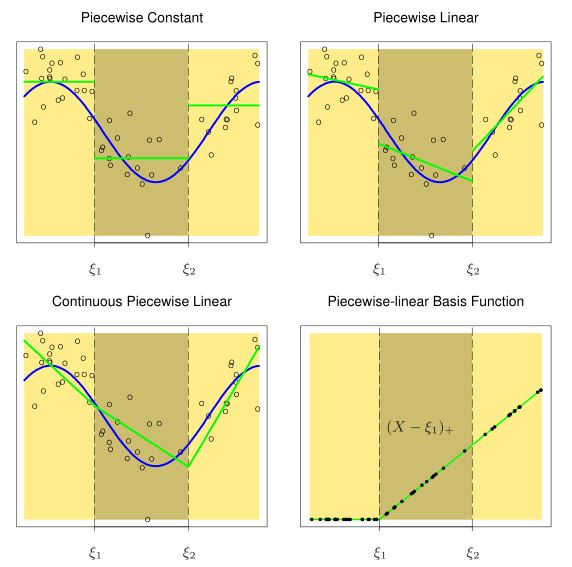 Piecewise Constant
Piecewise Linear
ξ₁ ξ₂
ξ₁ ξ₂
Continuous Piecewise Linear
Piecewise-linear Basis Function
(X − ξ₁)₊
ξ₁ ξ₂
ξ₁ ξ₂